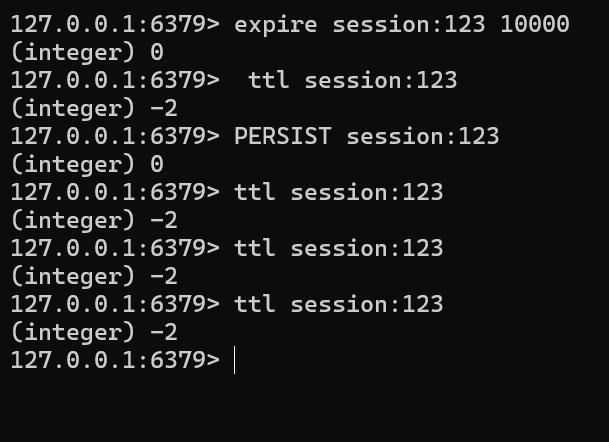 127.0.0.1:6379> expire session:123 10000
(integer) 0
127.0.0.1:6379>  ttl session:123
(integer) -2
127.0.0.1:6379> PERSIST session:123
(integer) 0
127.0.0.1:6379> ttl session:123
(integer) -2
127.0.0.1:6379> ttl session:123
(integer) -2
127.0.0.1:6379> ttl session:123
(integer) -2
127.0.0.1:6379>